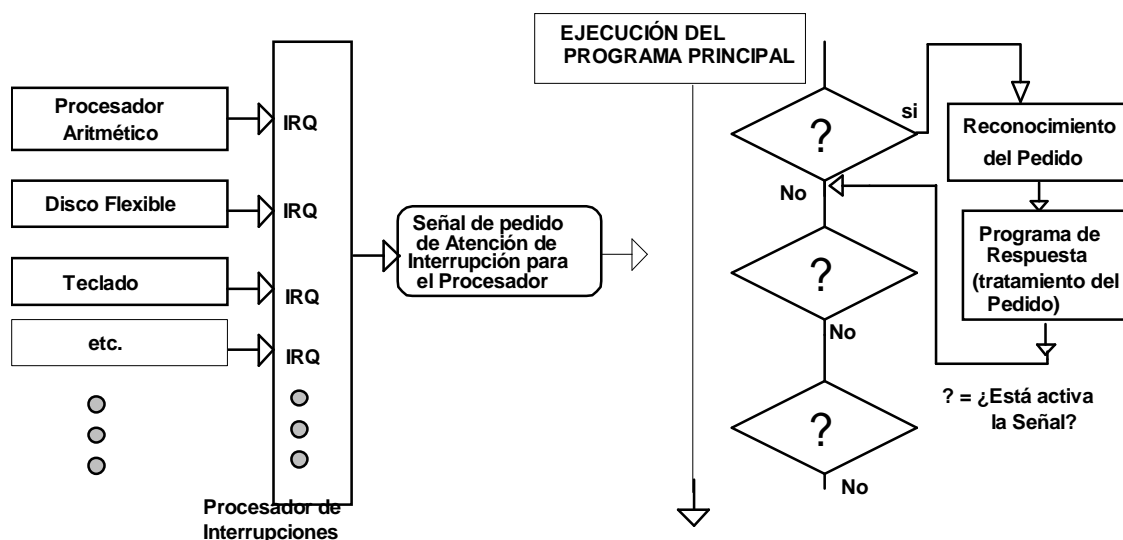 EJECUCIÓN DEL
PROGRAMA PRINCIPAL
Procesador
Aritmético
IRQ
Disco Flexible
IRQ
Teclado
IRQ
etc.
IRQ
Procesador de
Interrupciones
Señal de pedido
de Atención de
Interrupción para
el Procesador
?
si
No
?
No
?
No
Reconocimiento
del Pedido
Programa de
Respuesta
(tratamiento del
Pedido)
? = ¿Está activa
la Señal?